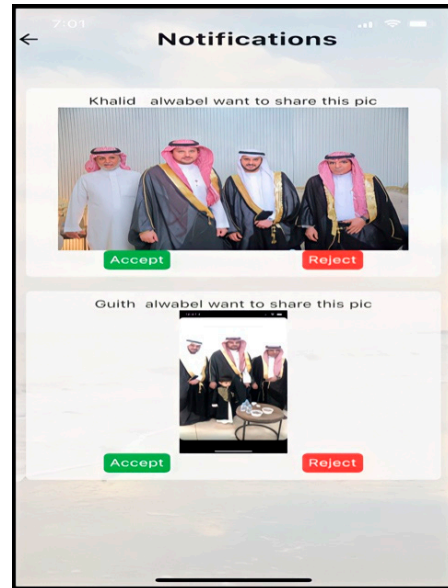 7:01
Notifications
Khalid alwabel want to share this pic
Accept Reject
Guith alwabel want to share this pic
Accept Reject